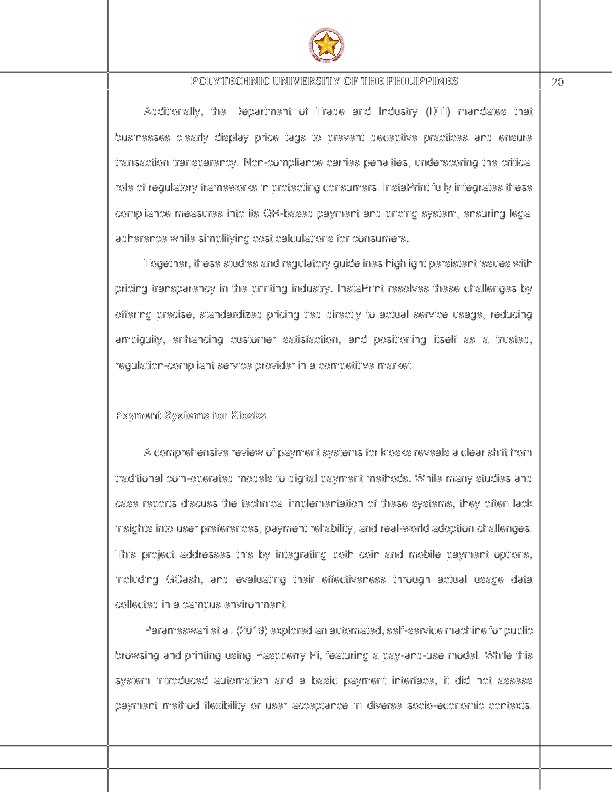 POLYTECHNIC UNIVERSITY OF THE PHILIPPINES
20
Additionally, the Department of Trade and Industry (DTI) mandates that
businesses clearly display price tags to prevent deceptive practices and ensure
transaction transparency. Non-compliance carries penalties, underscoring the critical
role of regulatory frameworks in protecting consumers. InstaPrint fully integrates these
compliance measures into its QR-based payment and pricing system, ensuring legal
adherence while simplifying cost calculations for consumers.
Together, these studies and regulatory guidelines highlight persistent issues with
pricing transparency in the printing industry. InstaPrint resolves these challenges by
offering precise, standardized pricing tied directly to actual service usage, reducing
ambiguity, enhancing customer satisfaction, and positioning itself as a trusted,
regulation-compliant service provider in a competitive market.
Payment Systems for Kiosks
A comprehensive review of payment systems for kiosks reveals a clear shift from
traditional coin-operated models to digital payment methods. While many studies and
case reports discuss the technical implementation of these systems, they often lack
insights into user preferences, payment reliability, and real-world adoption challenges.
This project addresses this by integrating both coin and mobile payment options,
including GCash, and evaluating their effectiveness through actual usage data
collected in a campus environment.
Parameswari et al. (2019) explored an automated, self-service machine for public
browsing and printing using Raspberry Pi, featuring a pay-and-use model. While this
system introduced automation and a basic payment interface, it did not assess
payment method flexibility or user acceptance in diverse socio-economic contexts.